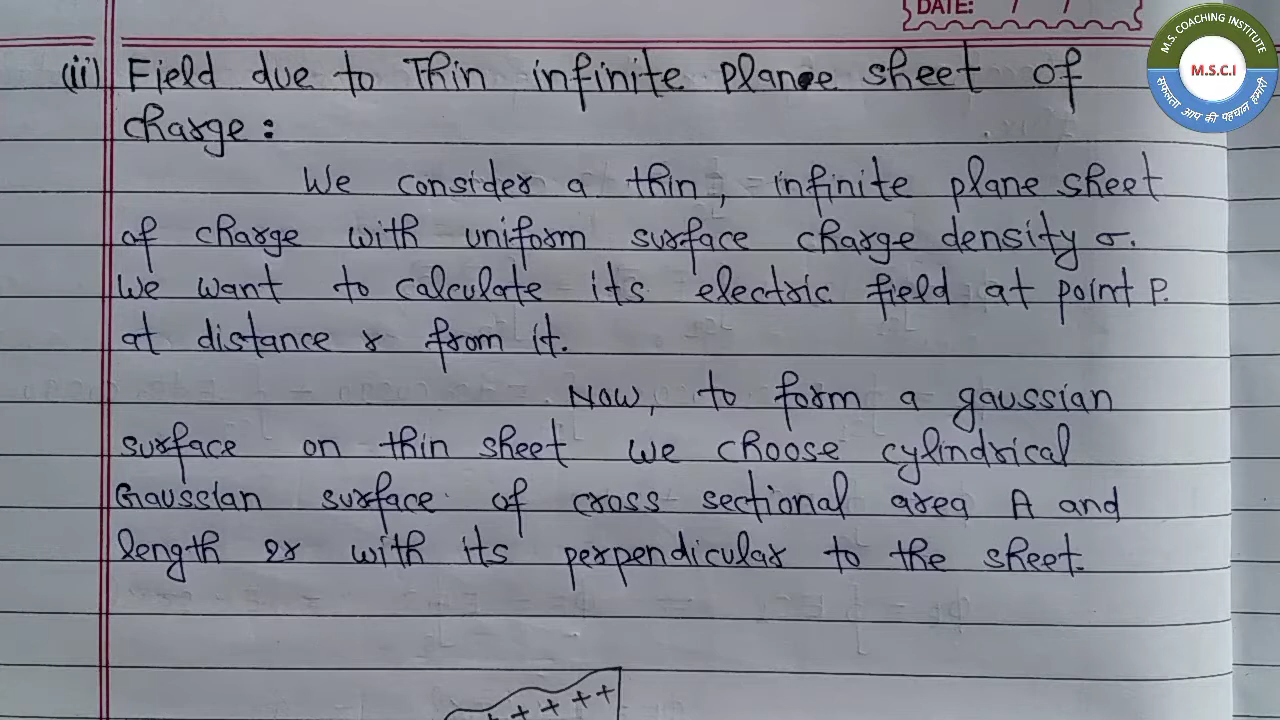 DATE: / /
M.S. COACHING INSTITUTE
M.S.C.I
सफलता आप की पहचान हमारी
(ii) Field due to Thin infinite plane sheet of
charge:
We consider a thin, infinite plane sheet
of charge with uniform surface charge density σ.
We want to calculate its electric field at point P.
at distance r from it.
Now, to form a gaussian
surface on thin sheet we choose cylindrical
Gaussian surface of cross sectional area A and
length 2r with its perpendicular to the sheet.
+ + + + +